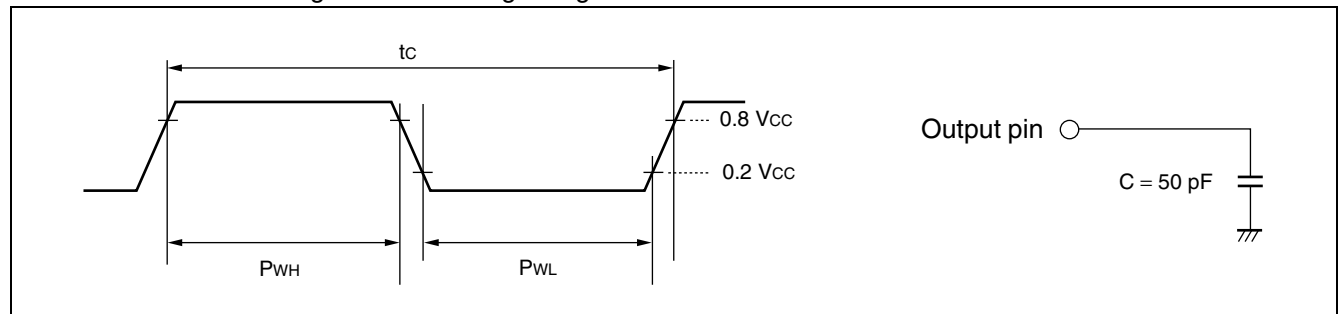 tc
0.8 Vcc
0.2 Vcc
PWH
PWL
Output pin
C = 50 pF